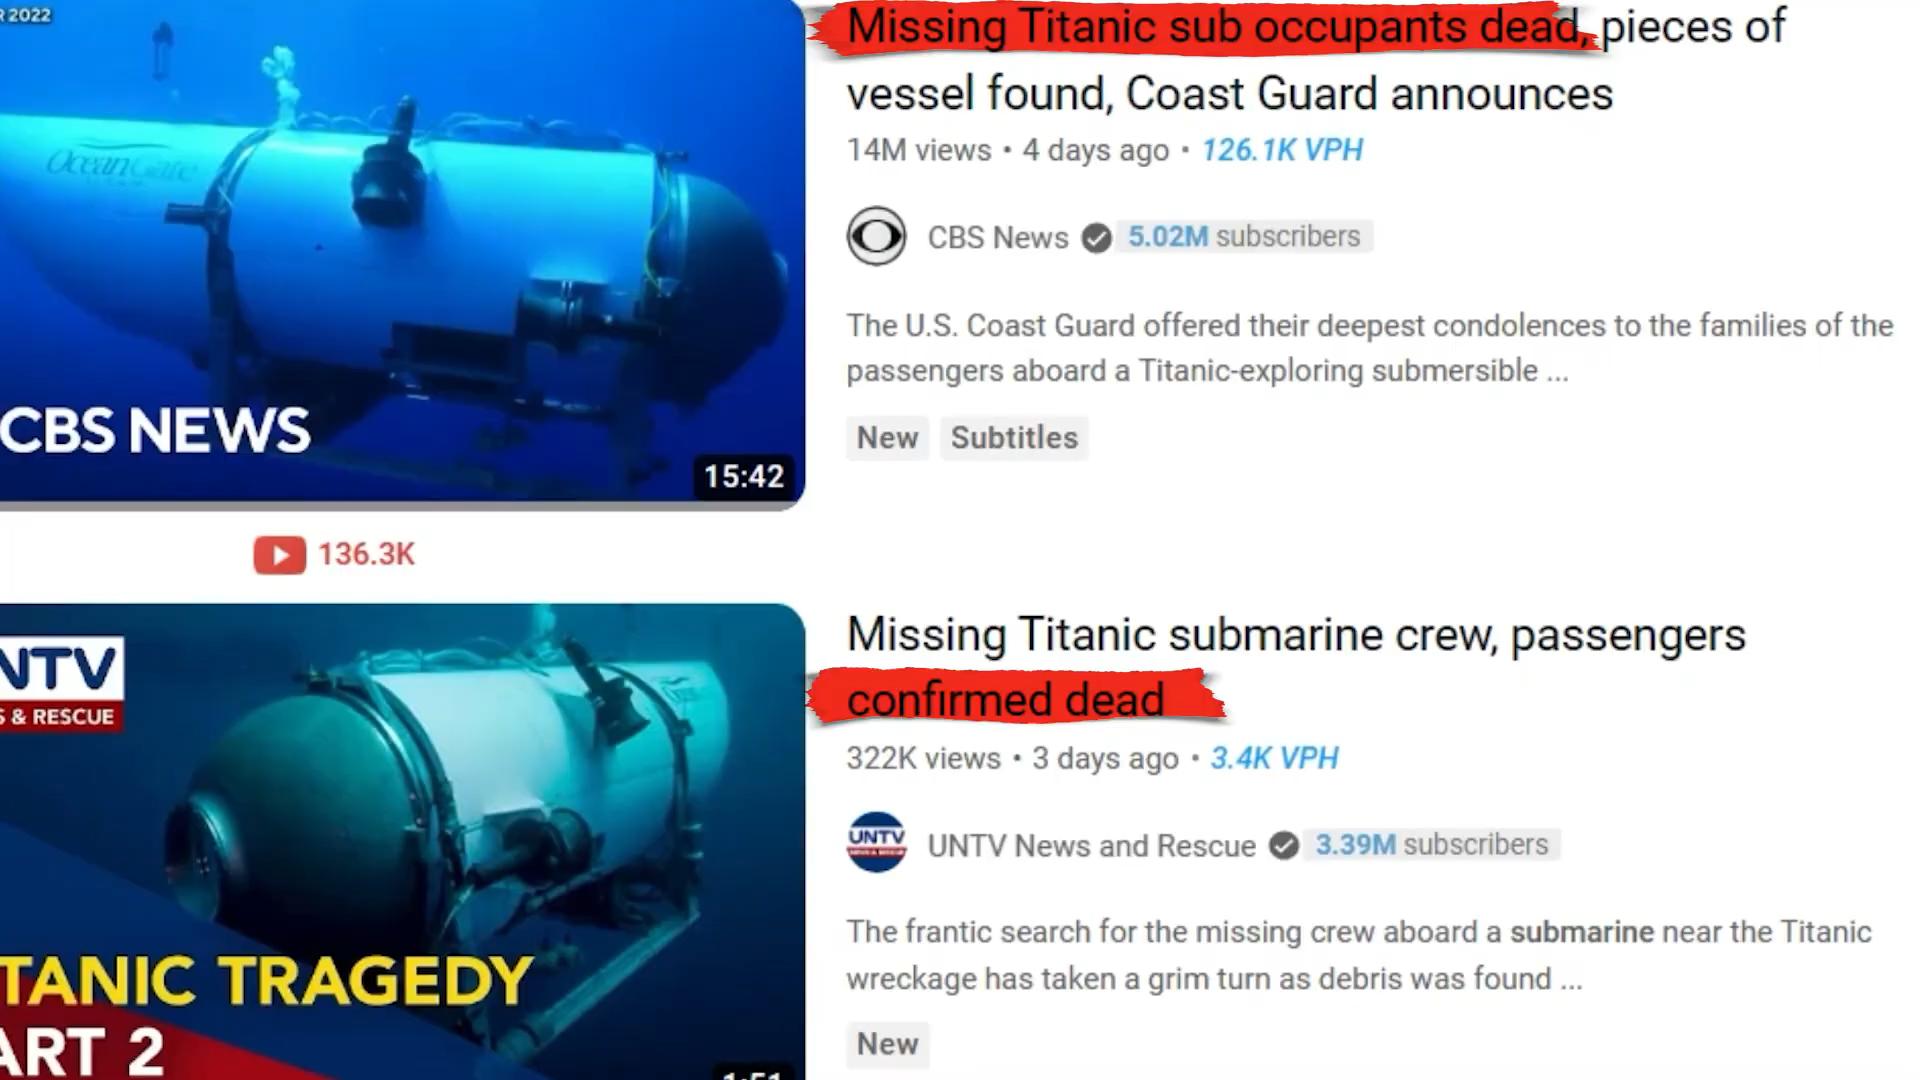 R 2022
OceanGate
CBS NEWS
15:42
136.3K
Missing Titanic sub occupants dead, pieces of
vessel found, Coast Guard announces
14M views • 4 days ago • 126.1K VPH
CBS News 5.02M subscribers
The U.S. Coast Guard offered their deepest condolences to the families of the
passengers aboard a Titanic-exploring submersible ...
New Subtitles
NTV
S & RESCUE
TANIC TRAGEDY
ART 2
1:51
Missing Titanic submarine crew, passengers
confirmed dead
322K views • 3 days ago • 3.4K VPH
UNTV
UNTV News and Rescue 3.39M subscribers
The frantic search for the missing crew aboard a submarine near the Titanic
wreckage has taken a grim turn as debris was found ...
New